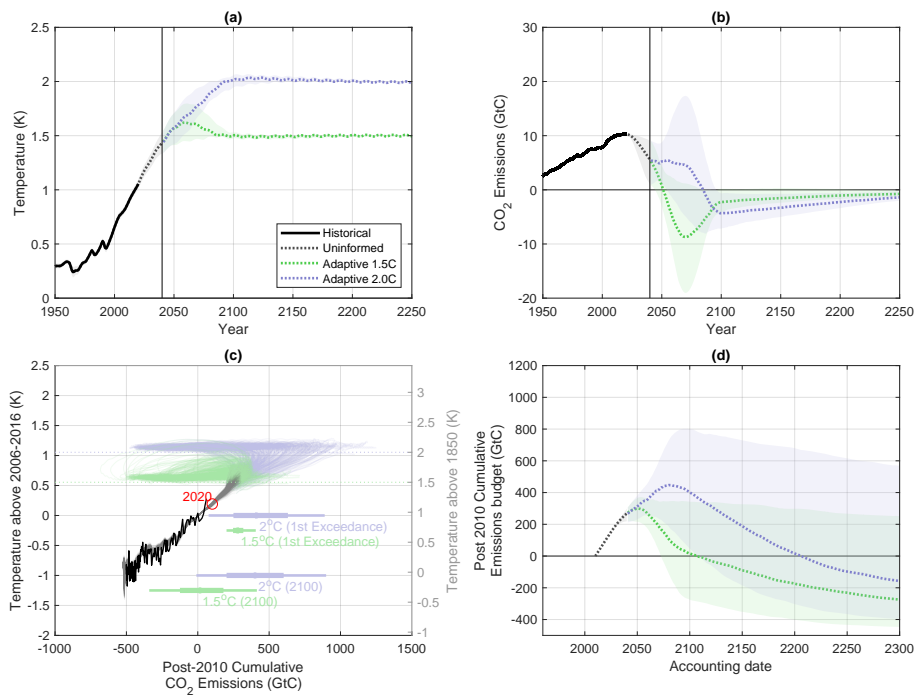 (a)
2.5
2
1.5
1
0.5
0
Temperature (K)
1950 2000 2050 2100 2150 2200 2250
Year
Historical
Uninformed
Adaptive 1.5C
Adaptive 2.0C
(b)
30
20
10
0
-10
-20
CO2 Emissions (GtC)
1950 2000 2050 2100 2150 2200 2250
Year
(c)
2.5
2
1.5
1
0.5
0
-0.5
-1
-1.5
-2
Temperature above 2006-2016 (K)
3
2.5
2
1.5
1
0.5
0
-0.5
-1
Temperature above 1850 (K)
2020
2°C (1st Exceedance)
1.5°C (1st Exceedance)
2°C (2100)
1.5°C (2100)
-1000 -500 0 500 1000 1500
Post-2010 Cumulative
CO2 Emissions (GtC)
(d)
1200
1000
800
600
400
200
0
-200
-400
Post 2010 Cumulative
Emissions budget (GtC)
2000 2050 2100 2150 2200 2250 2300
Accounting date